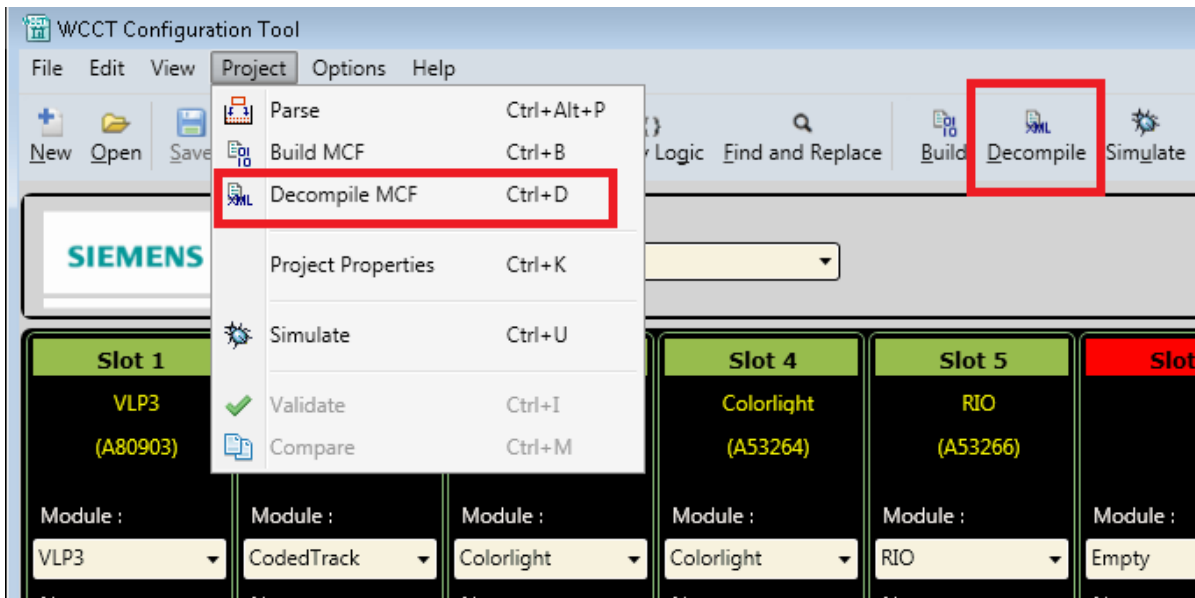 WCCT Configuration Tool
File Edit View Project Options Help
New Open Save Logic Find and Replace Build Decompile Simulate
Parse Ctrl+Alt+P
Build MCF Ctrl+B
Decompile MCF Ctrl+D
Project Properties Ctrl+K
Simulate Ctrl+U
Validate Ctrl+I
Compare Ctrl+M
SIEMENS
Slot 1 Slot 4 Slot 5 Slot
VLP3 Colorlight RIO
(A80903) (A53264) (A53266)
Module : Module : Module : Module : Module : Module :
VLP3 CodedTrack Colorlight Colorlight RIO Empty